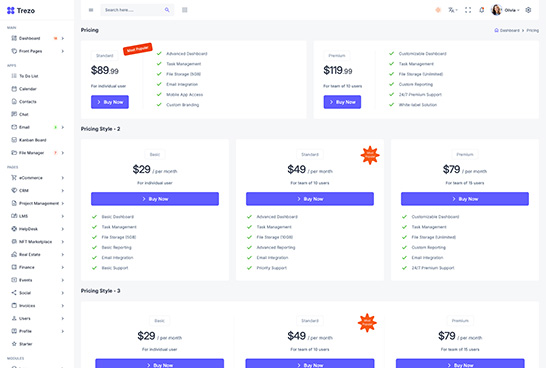 Trezo
Search here.....
Olivia
MAIN
Dashboard
Front Pages
APPS
To Do List
Calendar
Contacts
Chat
Email
Kanban Board
File Manager
PAGES
eCommerce
CRM
Project Management
LMS
HelpDesk
NFT Marketplace
Real Estate
Finance
Events
Social
Invoices
Users
Profile
Starter
MODULES
Pricing
Dashboard
Pricing
Standard
Most Popular
$89.99
For individual user
Buy Now
Advanced Dashboard
Task Management
File Storage (5GB)
Email Integration
Mobile App Access
Custom Branding
Premium
$119.99
For team of 10 users
Buy Now
Customizable Dashboard
Task Management
File Storage (Unlimited)
Custom Reporting
24/7 Premium Support
White-label Solution
Pricing Style - 2
Basic
$29 / per month
For individual user
Buy Now
Basic Dashboard
Task Management
File Storage (5GB)
Basic Reporting
Email Integration
Basic Support
Standard
$49 / per month
For team of 10 users
Buy Now
Advanced Dashboard
Task Management
File Storage (10GB)
Advanced Reporting
Email Integration
Priority Support
Premium
$79 / per month
For team of 15 users
Buy Now
Customizable Dashboard
Task Management
File Storage (Unlimited)
Custom Reporting
Email Integration
24/7 Premium Support
Pricing Style - 3
Basic
$29 / per month
For individual user
Buy Now
Standard
$49 / per month
For team of 10 users
Buy Now
Premium
$79 / per month
For team of 15 users
Buy Now